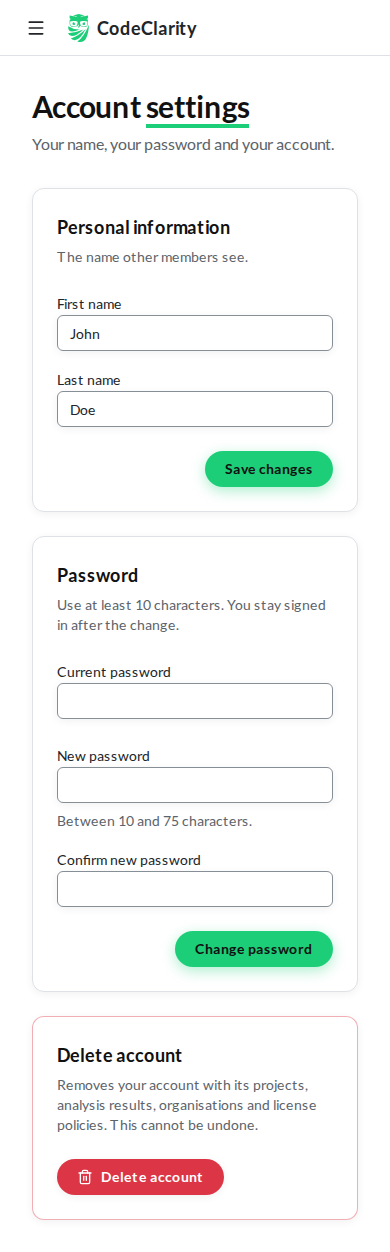 CodeClarity
Account settings
Your name, your password and your account.
Personal information
The name other members see.
First name
John
Last name
Doe
Save changes
Password
Use at least 10 characters. You stay signed
in after the change.
Current password
New password
Between 10 and 75 characters.
Confirm new password
Change password
Delete account
Removes your account with its projects,
analysis results, organisations and license
policies. This cannot be undone.
Delete account